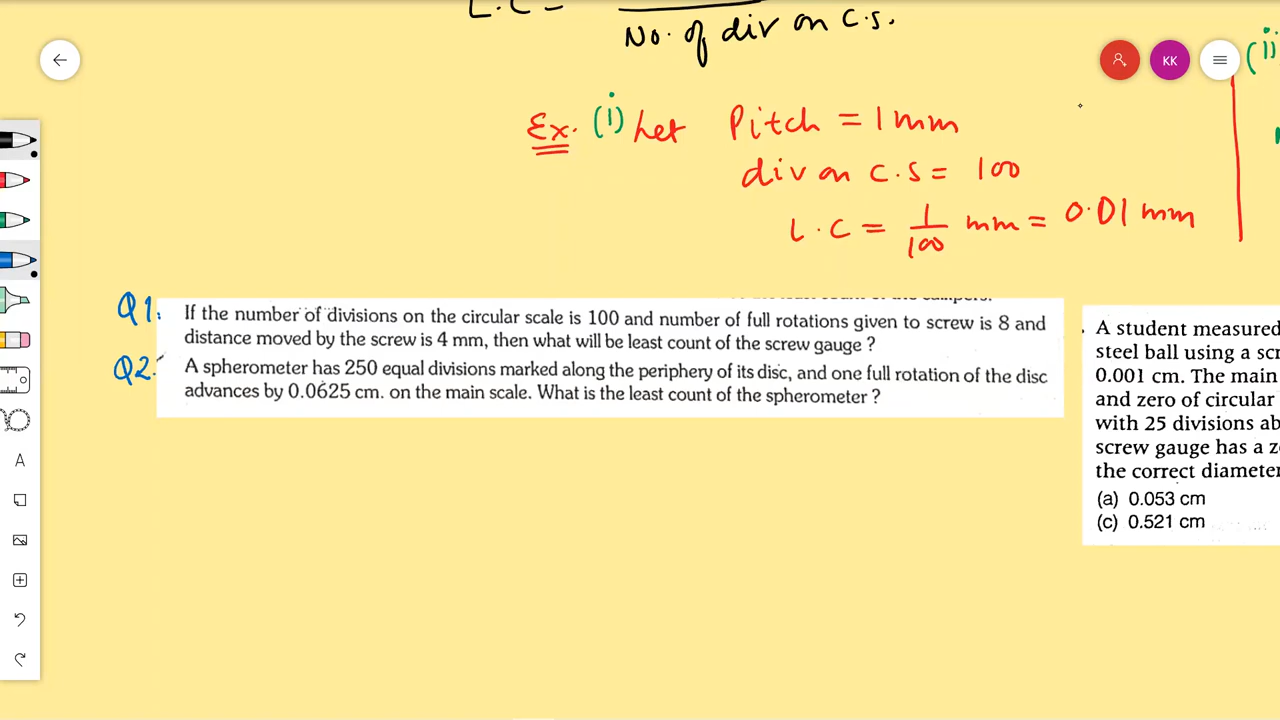 L.C =
No. of div on C.S.
Ex. (i) Let Pitch = 1mm
div on C.S = 100
L.C = 1/100 mm = 0.01 mm
(ii
KK
Q1.
If the number of divisions on the circular scale is 100 and number of full rotations given to screw is 8 and
distance moved by the screw is 4 mm, then what will be least count of the screw gauge ?
Q2.
A spherometer has 250 equal divisions marked along the periphery of its disc, and one full rotation of the disc
advances by 0.0625 cm. on the main scale. What is the least count of the spherometer ?
A student measured
steel ball using a scr
0.001 cm. The main
and zero of circular
with 25 divisions ab
screw gauge has a ze
the correct diameter
(a) 0.053 cm
(c) 0.521 cm
A